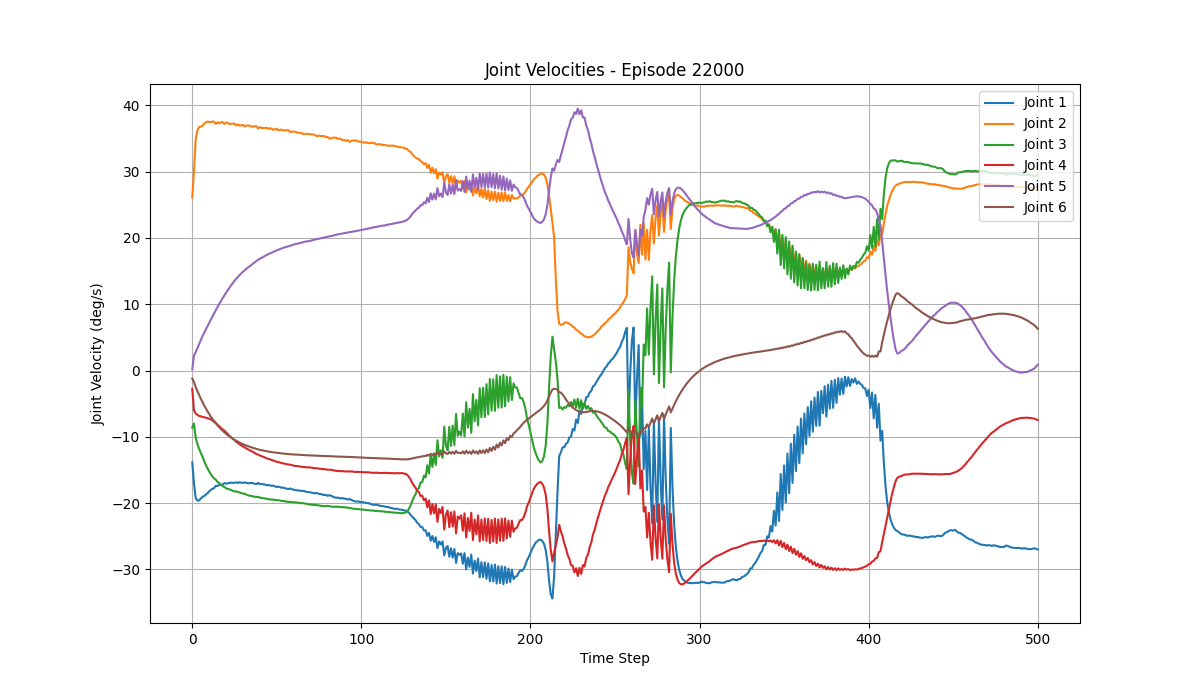 Joint Velocities - Episode 22000
Joint Velocity (deg/s)
40
30
20
10
0
−10
−20
−30
Joint 1
Joint 2
Joint 3
Joint 4
Joint 5
Joint 6
0
100
200
300
400
500
Time Step